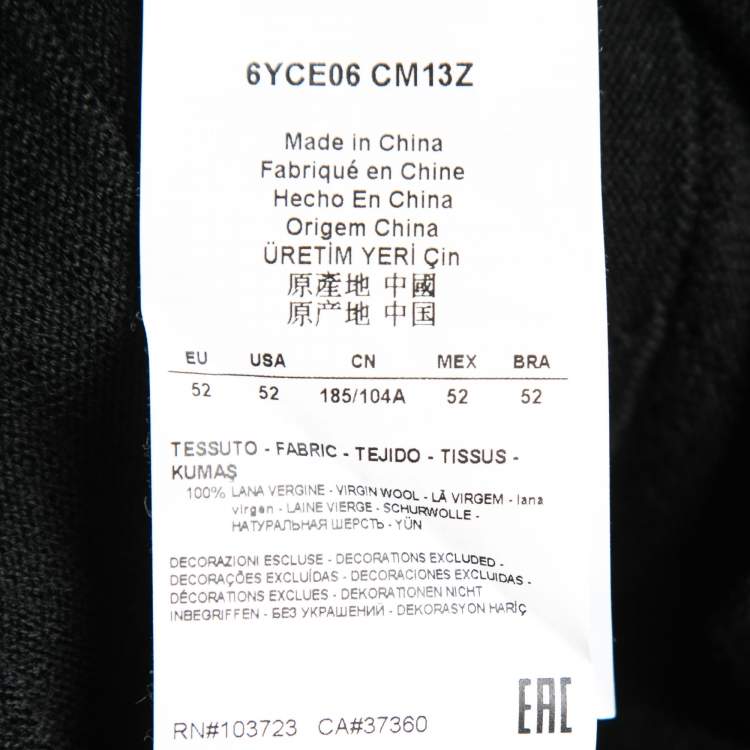 6YCE06 CM13Z
Made in China
Fabriqué en Chine
Hecho En China
Origem China
ÜRETİM YERİ Çin
原產地 中國
原产地 中国
EU USA CN MEX BRA
52 52 185/104A 52 52
TESSUTO - FABRIC - TEJIDO - TISSUS -
KUMAŞ
100% LANA VERGINE - VIRGIN WOOL - LÃ VIRGEM - lana
virgen - LAINE VIERGE - SCHURWOLLE -
НАТУРАЛЬНАЯ ШЕРСТЬ - YÜN
DECORAZIONI ESCLUSE - DECORATIONS EXCLUDED -
DECORAÇÕES EXCLUÍDAS - DECORACIONES EXCLUIDAS -
DÉCORATIONS EXCLUES - DEKORATIONEN NICHT
INBEGRIFFEN - БЕЗ УКРАШЕНИЙ - DEKORASYON HARİÇ
EAC
RN#103723 CA#37360